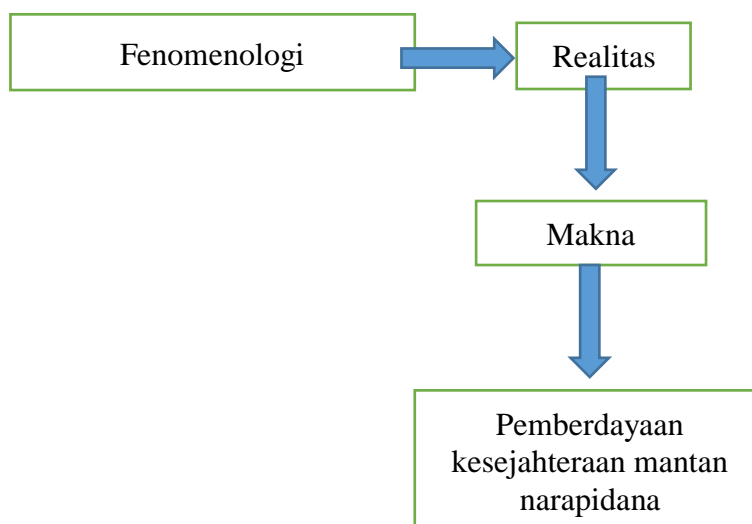 Fenomenologi
Realitas
Makna
Pemberdayaan
kesejahteraan mantan
narapidana